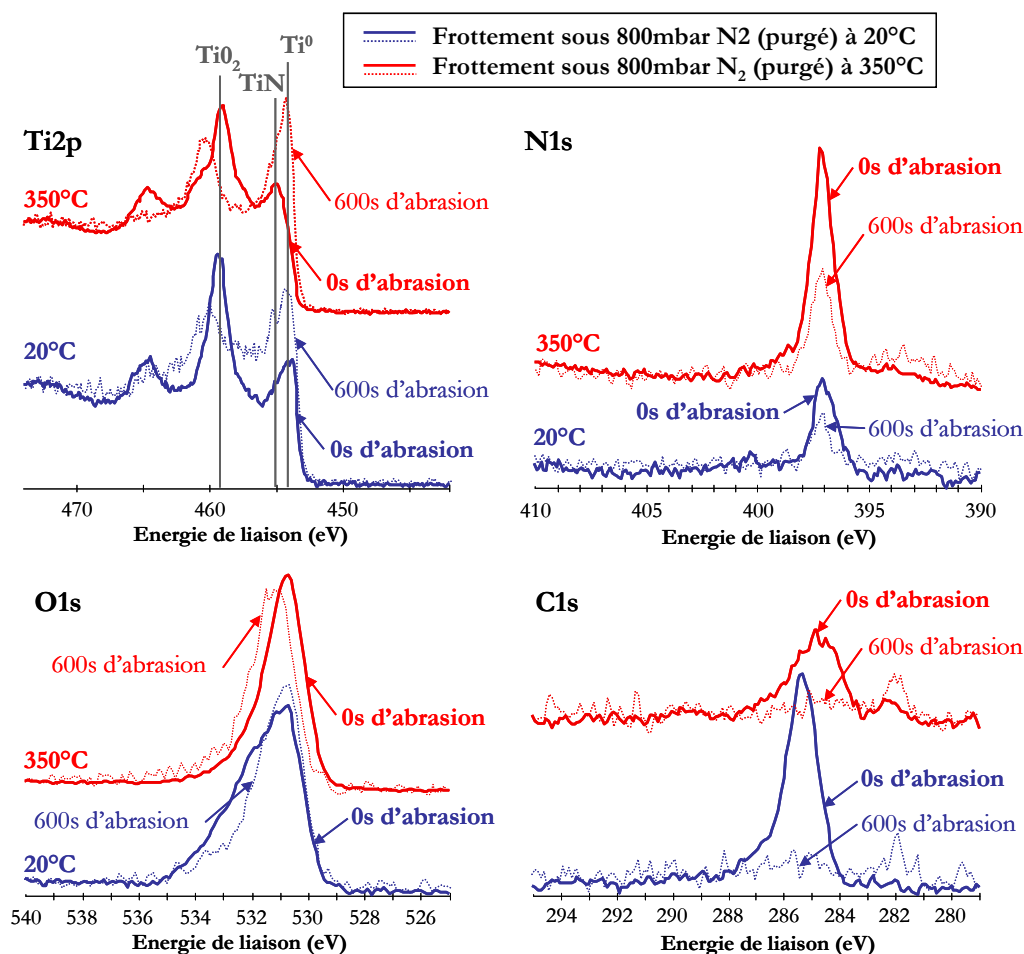 Frottement sous 800mbar N2 (purgé) à 20°C
Frottement sous 800mbar N₂ (purgé) à 350°C
Ti0₂
TiN
Ti⁰
Ti2p
350°C
600s d'abrasion
0s d'abrasion
20°C
600s d'abrasion
0s d'abrasion
470
460
450
Energie de liaison (eV)
N1s
0s d'abrasion
600s d'abrasion
350°C
0s d'abrasion
20°C
600s d'abrasion
410
405
400
395
390
Energie de liaison (eV)
O1s
600s d'abrasion
0s d'abrasion
350°C
600s d'abrasion
0s d'abrasion
20°C
540
538
536
534
532
530
528
526
Energie de liaison (eV)
C1s
0s d'abrasion
600s d'abrasion
350°C
0s d'abrasion
600s d'abrasion
20°C
294
292
290
288
286
284
282
280
Energie de liaison (eV)